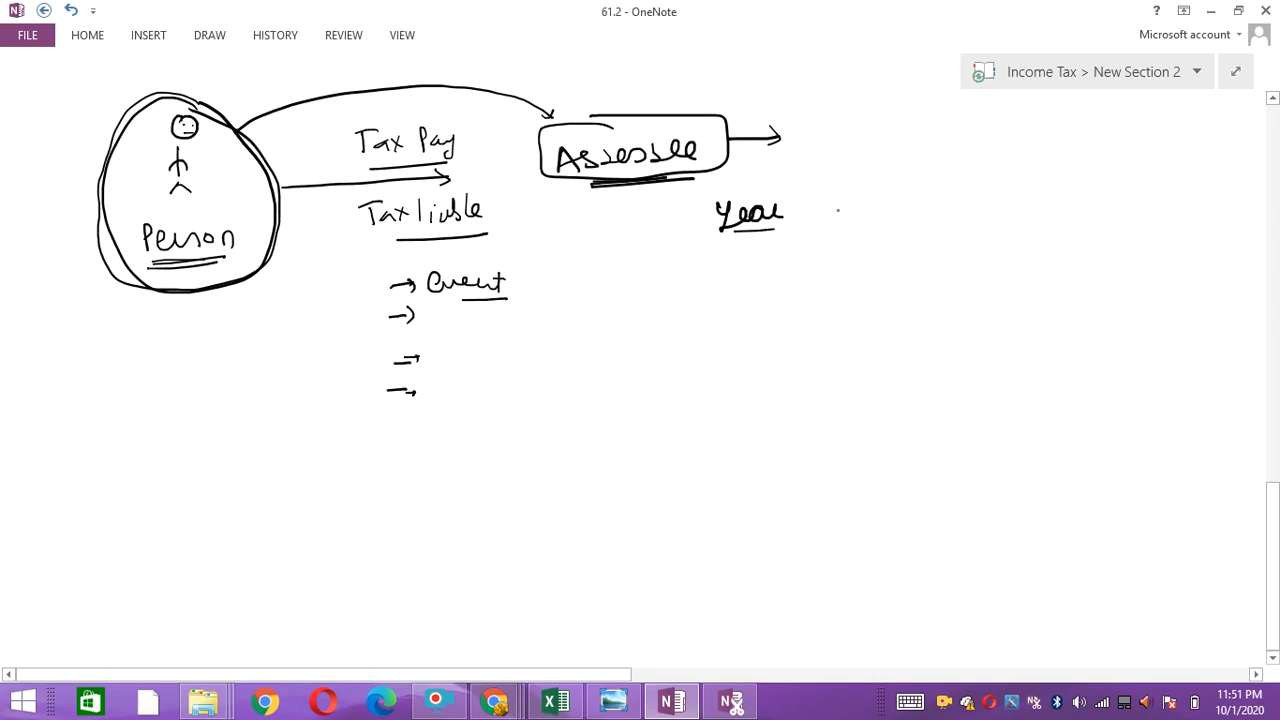 61.2 - OneNote
FILE HOME INSERT DRAW HISTORY REVIEW VIEW
Microsoft account
Income Tax > New Section 2
Tax Pay
Assessee
Tax liable
Year
Person
Event
11:51 PM
10/1/2020